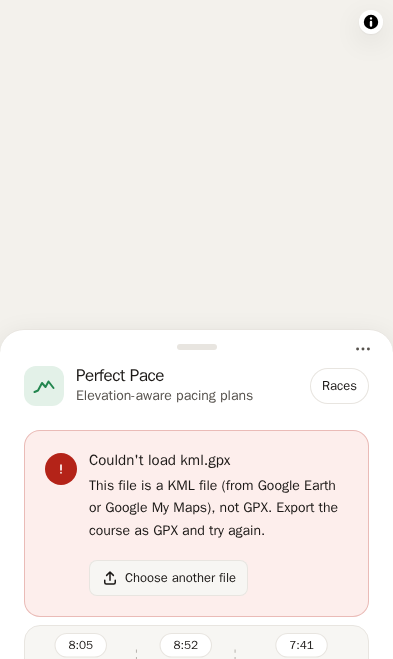 Perfect Pace
Elevation-aware pacing plans
Races
Couldn't load kml.gpx
This file is a KML file (from Google Earth
or Google My Maps), not GPX. Export the
course as GPX and try again.
Choose another file
8:05
8:52
7:41